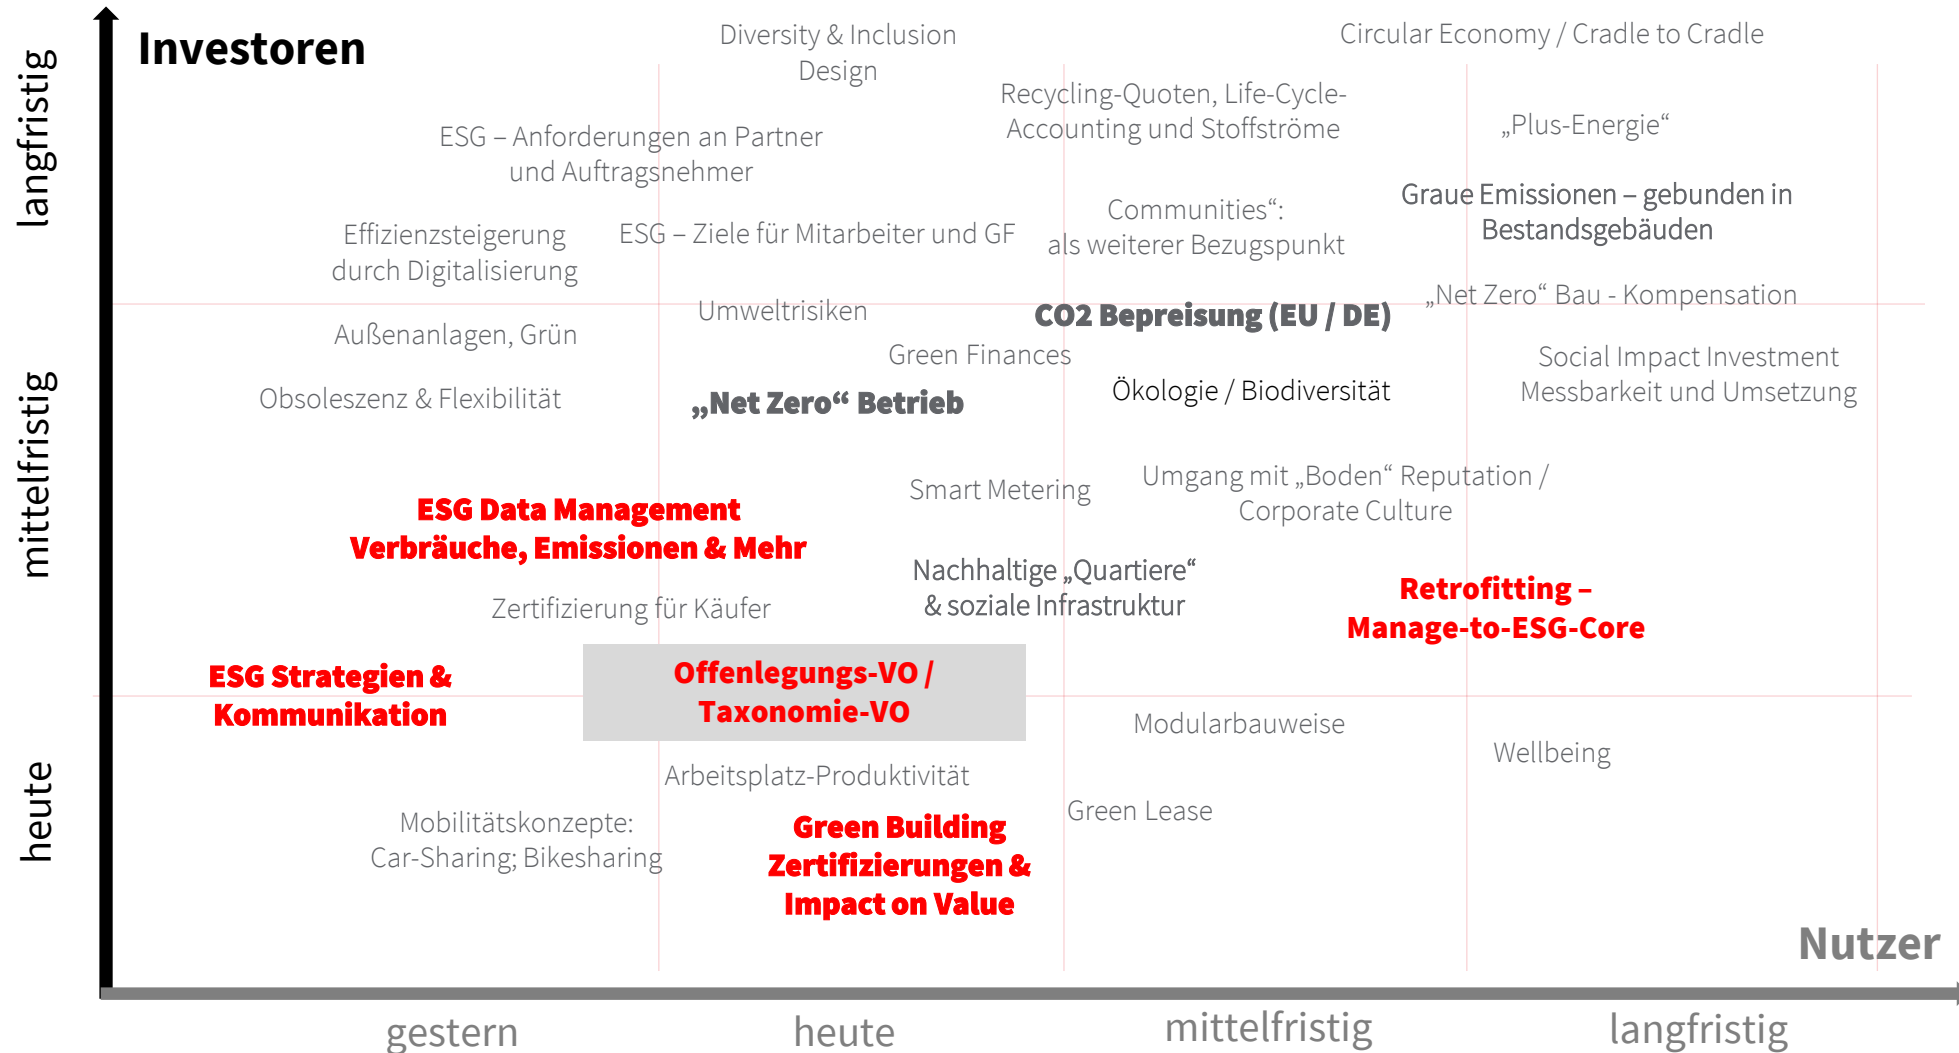 Investoren
langfristig
mittelfristig
heute
Diversity & Inclusion
Design
Circular Economy / Cradle to Cradle
Recycling-Quoten, Life-Cycle-
Accounting und Stoffströme
„Plus-Energie“
ESG – Anforderungen an Partner
und Auftragsnehmer
Graue Emissionen – gebunden in
Bestandsgebäuden
Communities“:
als weiterer Bezugspunkt
Effizienzsteigerung
durch Digitalisierung
ESG – Ziele für Mitarbeiter und GF
„Net Zero“ Bau - Kompensation
Umweltrisiken
CO2 Bepreisung (EU / DE)
Außenanlagen, Grün
Green Finances
Social Impact Investment
Messbarkeit und Umsetzung
Obsoleszenz & Flexibilität
„Net Zero“ Betrieb
Ökologie / Biodiversität
Smart Metering
Umgang mit „Boden“ Reputation /
Corporate Culture
ESG Data Management
Verbräuche, Emissionen & Mehr
Nachhaltige „Quartiere“
& soziale Infrastruktur
Retrofitting –
Manage-to-ESG-Core
Zertifizierung für Käufer
ESG Strategien &
Kommunikation
Offenlegungs-VO /
Taxonomie-VO
Modularbauweise
Wellbeing
Arbeitsplatz-Produktivität
Green Lease
Mobilitätskonzepte:
Car-Sharing; Bikesharing
Green Building
Zertifizierungen &
Impact on Value
Nutzer
gestern
heute
mittelfristig
langfristig